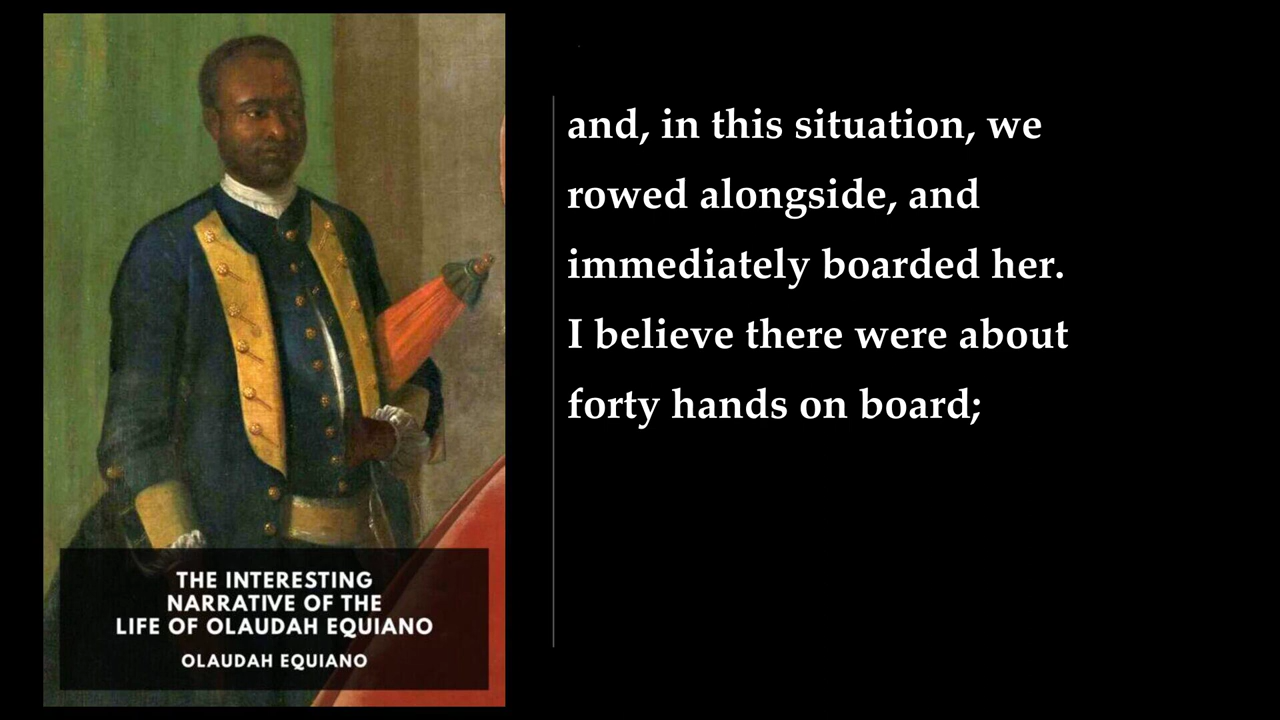 and, in this situation, we
rowed alongside, and
immediately boarded her.
I believe there were about
forty hands on board;
THE INTERESTING
NARRATIVE OF THE
LIFE OF OLAUDAH EQUIANO
OLAUDAH EQUIANO